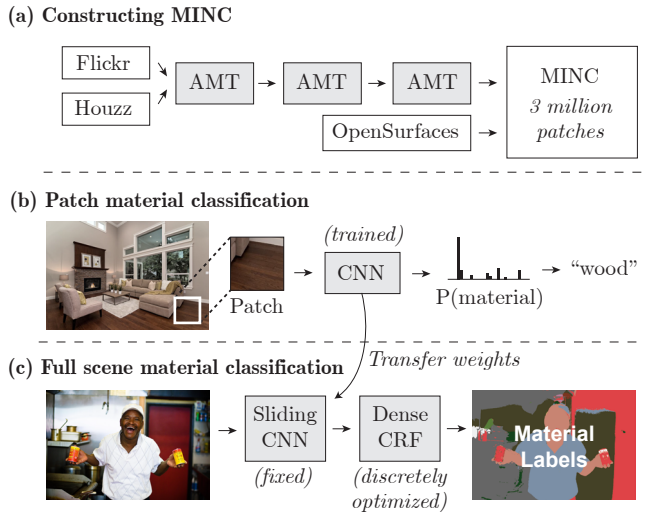 (a) Constructing MINC
Flickr
Houzz
AMT
AMT
AMT
OpenSurfaces
MINC
3 million
patches
(b) Patch material classification
Patch
(trained)
CNN
P(material)
“wood”
Transfer weights
(c) Full scene material classification
Sliding
CNN
(fixed)
Dense
CRF
(discretely
optimized)
Material
Labels